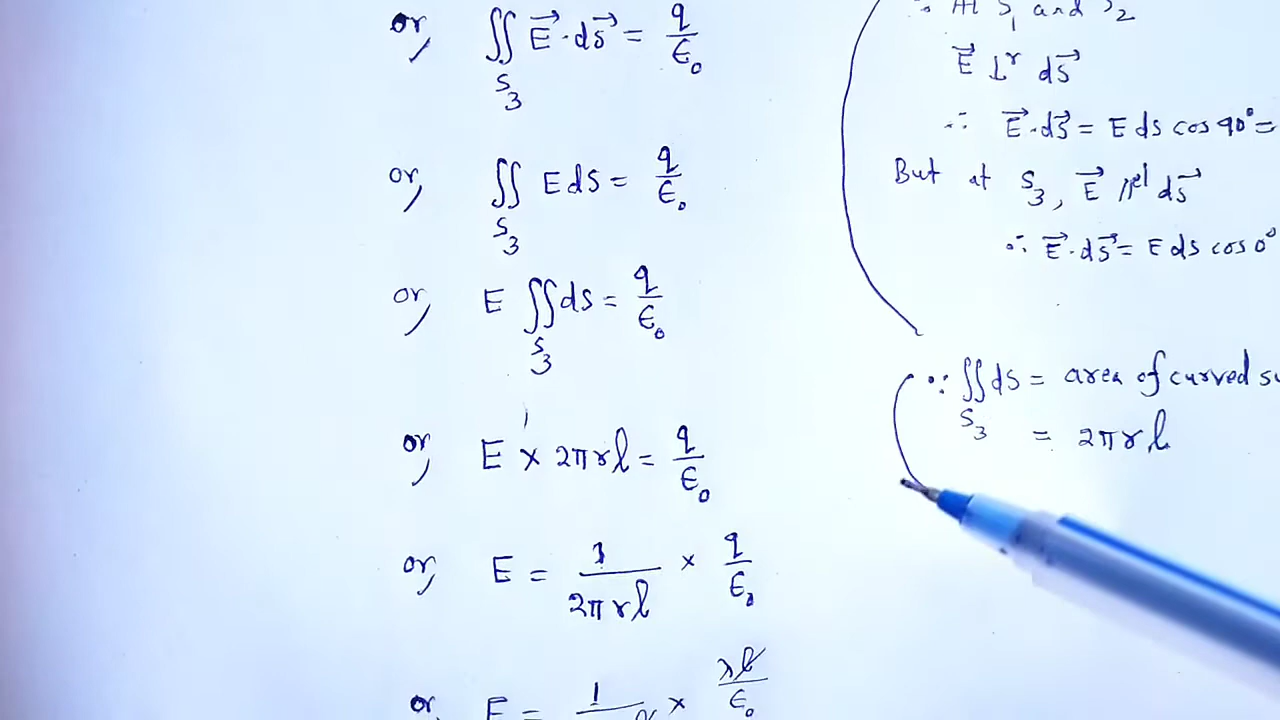 or, ∬ E⃗·ds⃗ = q/ε₀
S₃
or, ∬ E ds = q/ε₀
S₃
or, E ∬ ds = q/ε₀
S₃
or, E × 2πrl = q/ε₀
or, E = 1/2πrl × q/ε₀
or, E = 1/ × λl/ε₀
At S₁ and S₂
E⃗ ⊥ʳ ds⃗
∴ E⃗·ds⃗ = E ds cos 90° =
But at S₃, E⃗ ∥ˡ ds⃗
∴ E⃗·ds⃗ = E ds cos 0°
∵ ∬ ds = area of curved
S₃
= 2πrl